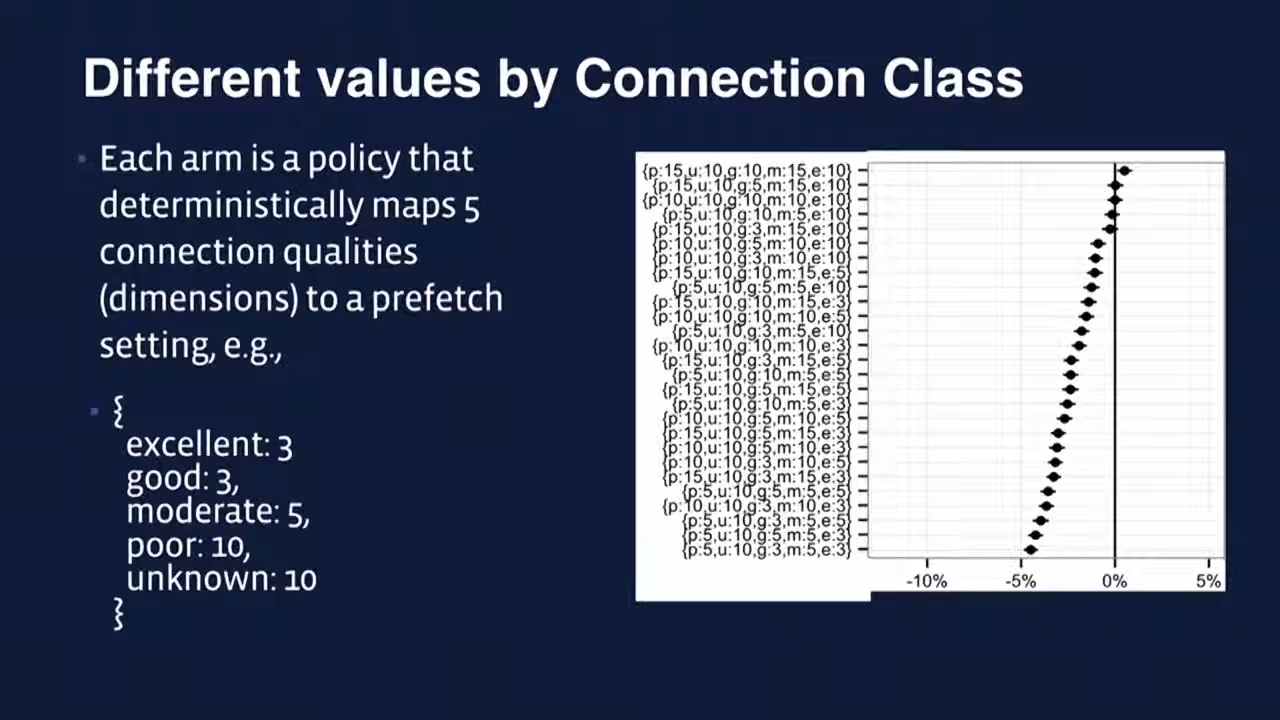 Different values by Connection Class
Each arm is a policy that
deterministically maps 5
connection qualities
(dimensions) to a prefetch
setting, e.g.,
{
excellent: 3
good: 3,
moderate: 5,
poor: 10,
unknown: 10
}
{p:15,u:10,g:10,m:15,e:10}
{p:15,u:10,g:5,m:15,e:10}
{p:10,u:10,g:10,m:10,e:10}
{p:5,u:10,g:10,m:5,e:10}
{p:15,u:10,g:3,m:15,e:10}
{p:10,u:10,g:5,m:10,e:10}
{p:10,u:10,g:3,m:10,e:10}
{p:15,u:10,g:10,m:15,e:5}
{p:5,u:10,g:5,m:5,e:10}
{p:15,u:10,g:10,m:15,e:3}
{p:10,u:10,g:10,m:10,e:5}
{p:5,u:10,g:3,m:5,e:10}
{p:10,u:10,g:10,m:10,e:3}
{p:15,u:10,g:3,m:15,e:5}
{p:5,u:10,g:10,m:5,e:5}
{p:15,u:10,g:5,m:15,e:5}
{p:5,u:10,g:10,m:5,e:3}
{p:10,u:10,g:5,m:10,e:5}
{p:15,u:10,g:5,m:15,e:3}
{p:10,u:10,g:5,m:10,e:3}
{p:10,u:10,g:3,m:10,e:5}
{p:15,u:10,g:3,m:15,e:3}
{p:5,u:10,g:5,m:5,e:5}
{p:10,u:10,g:3,m:10,e:3}
{p:5,u:10,g:3,m:5,e:5}
{p:5,u:10,g:5,m:5,e:3}
{p:5,u:10,g:3,m:5,e:3}
-10% -5% 0% 5%